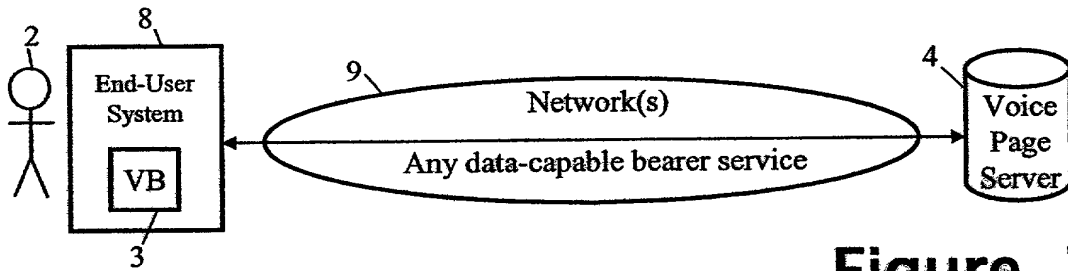 2
8
End-User
System
VB
3
9
Network(s)
Any data-capable bearer service
4
Voice
Page
Server
Figure